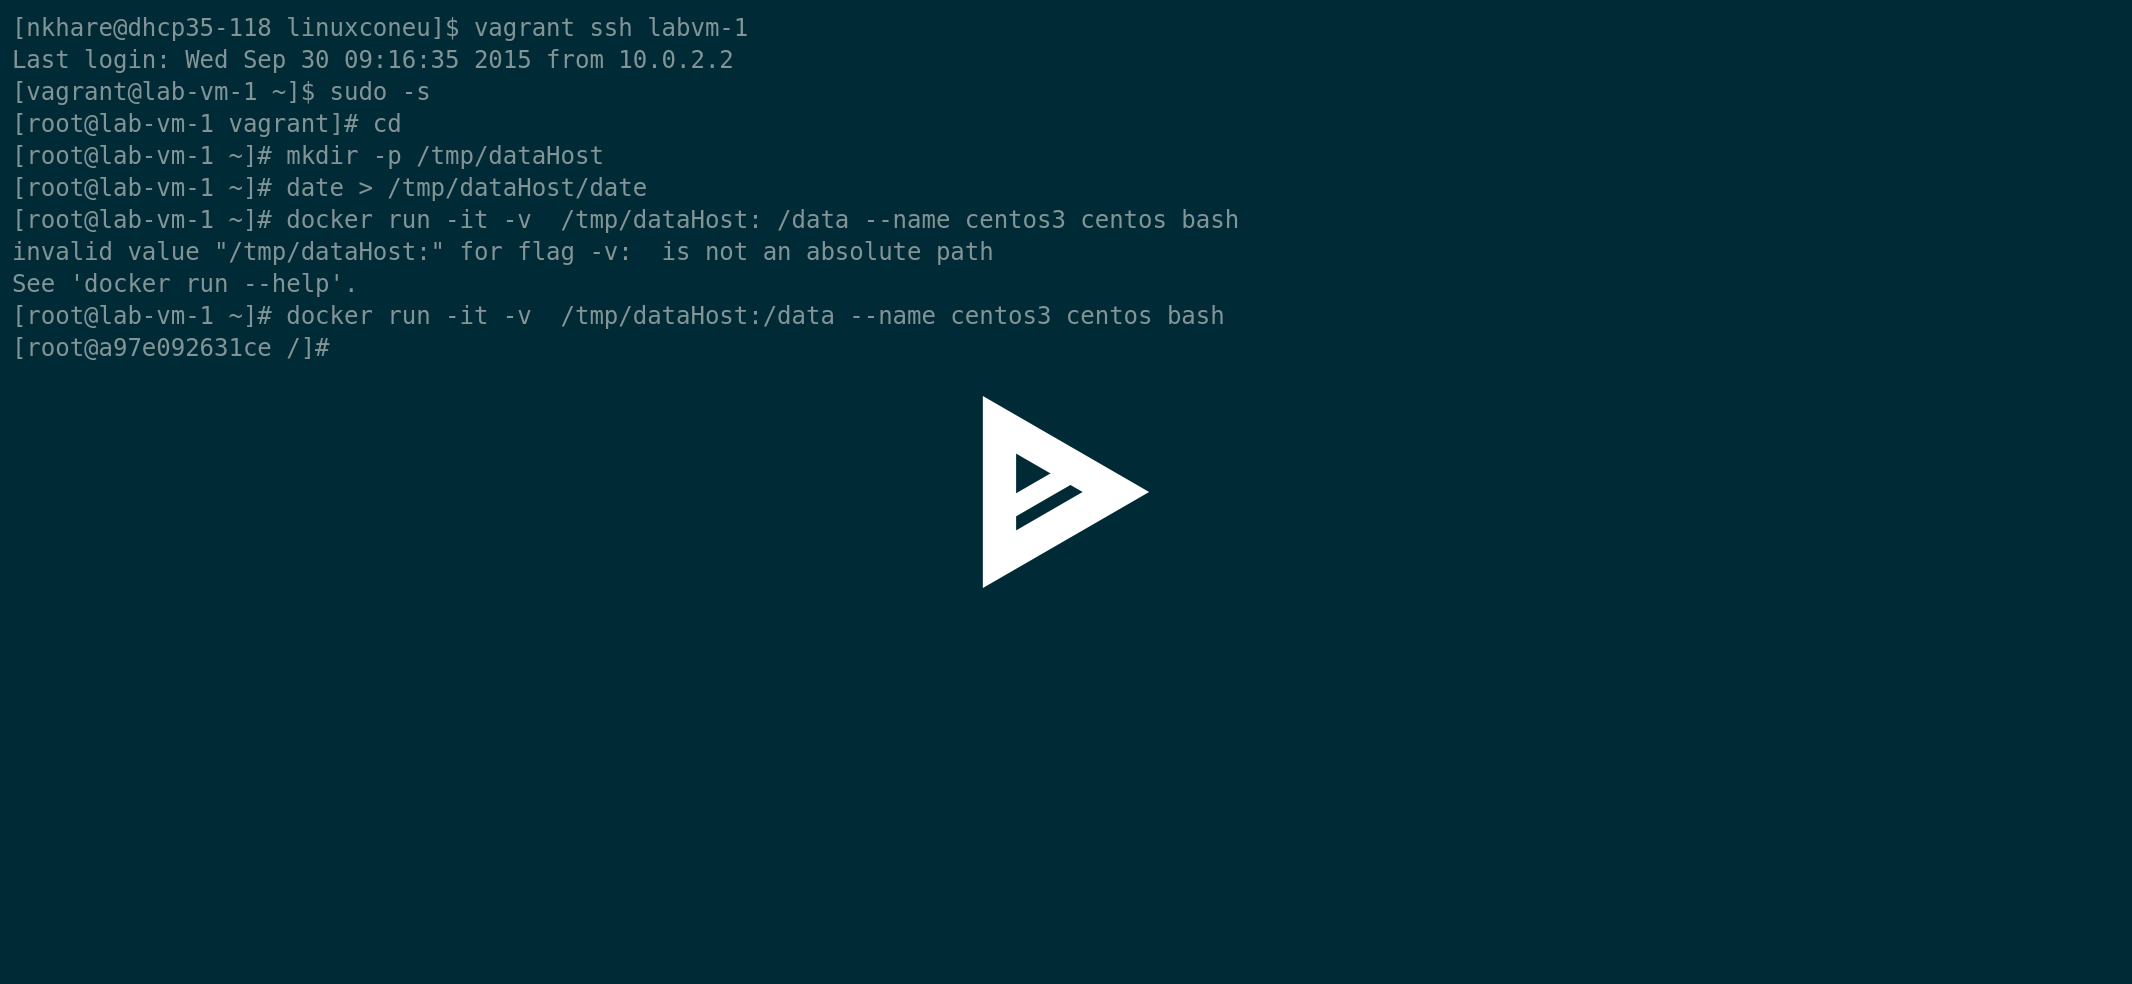 [nkhare@dhcp35-118 linuxconeu]$ vagrant ssh labvm-1
Last login: Wed Sep 30 09:16:35 2015 from 10.0.2.2
[vagrant@lab-vm-1 ~]$ sudo -s
[root@lab-vm-1 vagrant]# cd
[root@lab-vm-1 ~]# mkdir -p /tmp/dataHost
[root@lab-vm-1 ~]# date > /tmp/dataHost/date
[root@lab-vm-1 ~]# docker run -it -v  /tmp/dataHost: /data --name centos3 centos bash
invalid value "/tmp/dataHost:" for flag -v:  is not an absolute path
See 'docker run --help'.
[root@lab-vm-1 ~]# docker run -it -v  /tmp/dataHost:/data --name centos3 centos bash
[root@a97e092631ce /]#